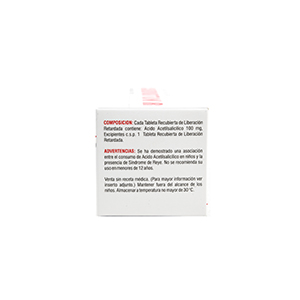 COMPOSICIÓN: Cada Tableta Recubierta de Liberación
Retardada contiene: Acido Acetilsalicílico 100 mg,
Excipientes c.s.p. 1 Tableta Recubierta de Liberación
Retardada.
ADVERTENCIAS: Se ha demostrado una asociación
entre el consumo de Acido Acetilsalicílico en niños y la
presencia de Síndrome de Reye. No se recomienda su
uso en menores de 12 años.
Venta sin receta médica. (Para mayor información ver
inserto adjunto.) Mantener fuera del alcance de los
niños. Almacenar a temperatura no mayor de 30 °C.